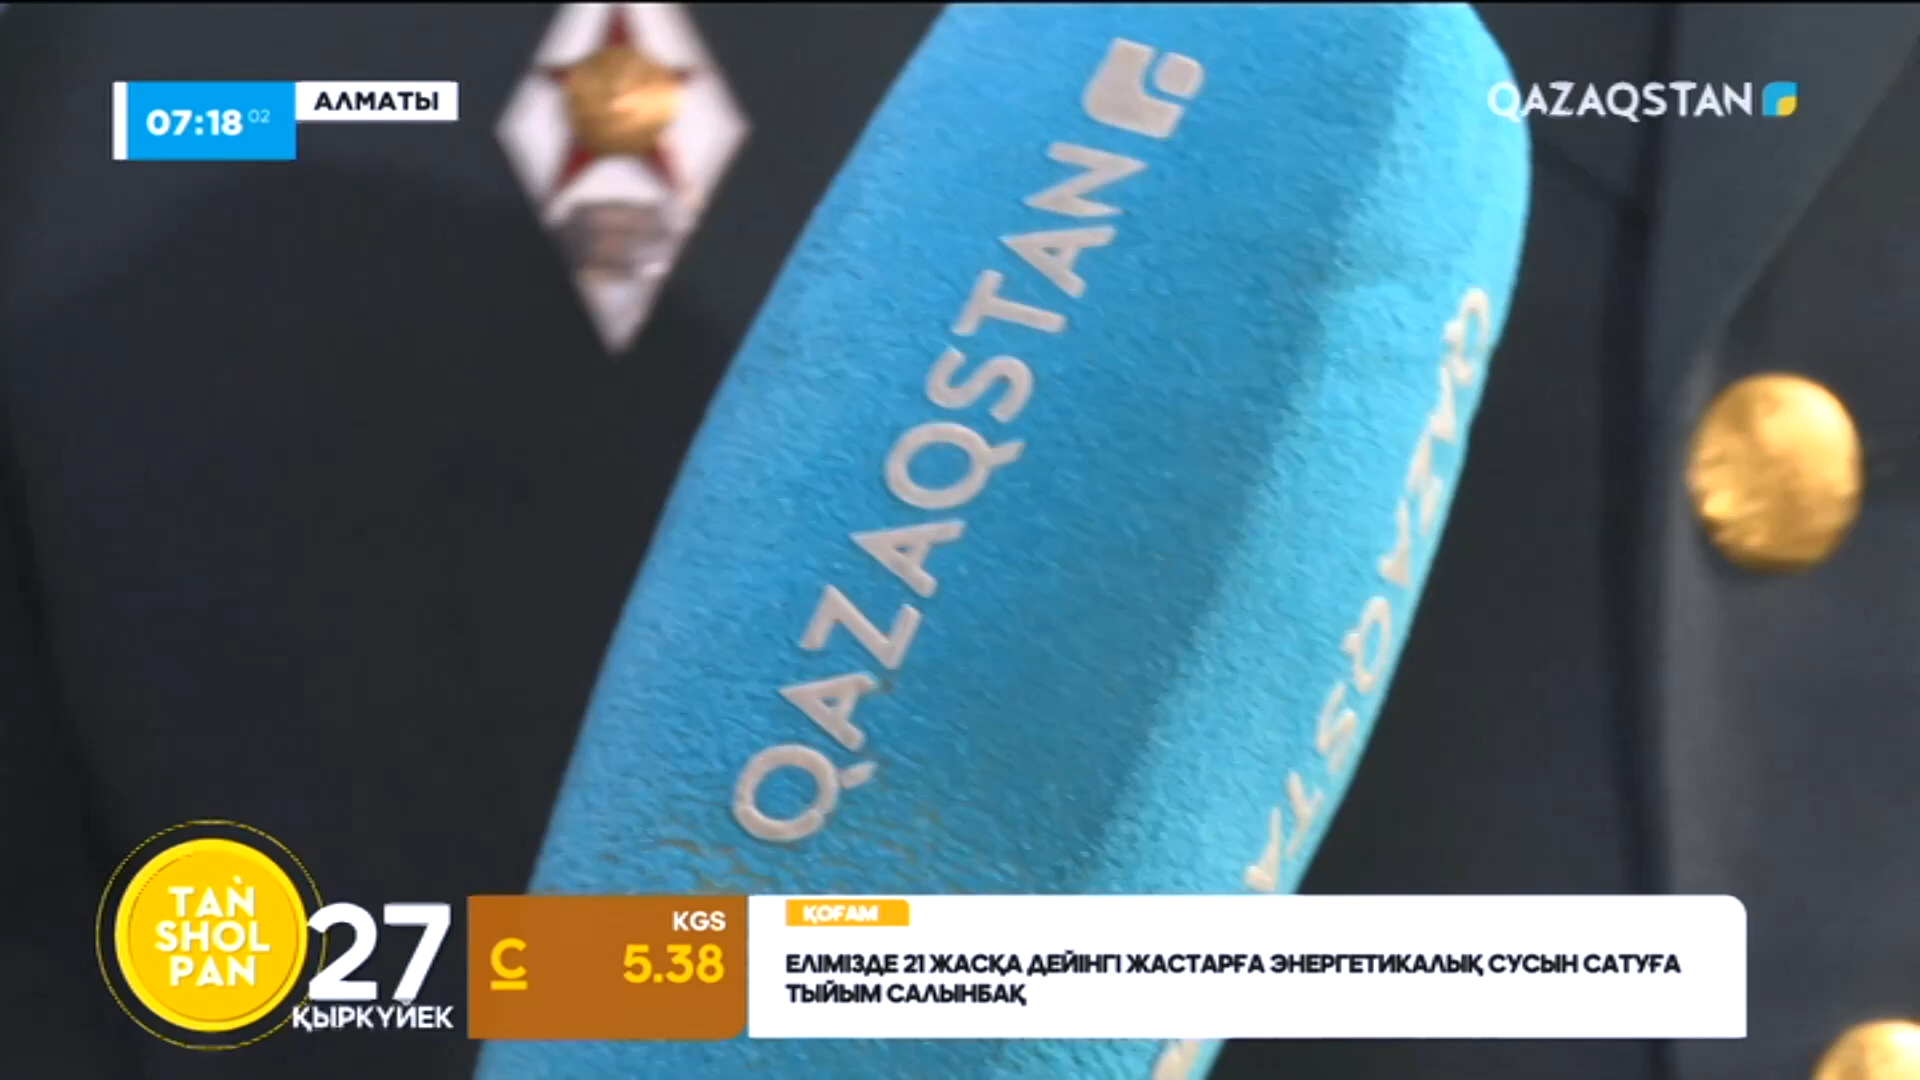 07:18 02
АЛМАТЫ
QAZAQSTAN
QAZAQSTAN
QAZAQSTA
TAŃ
SHOL
PAN
27
ҚЫРКҮЙЕК
KGS
5.38
ҚОҒАМ
ЕЛІМІЗДЕ 21 ЖАСҚА ДЕЙІНГІ ЖАСТАРҒА ЭНЕРГЕТИКАЛЫҚ СУСЫН САТУҒА
ТЫЙЫМ САЛЫНБАҚ